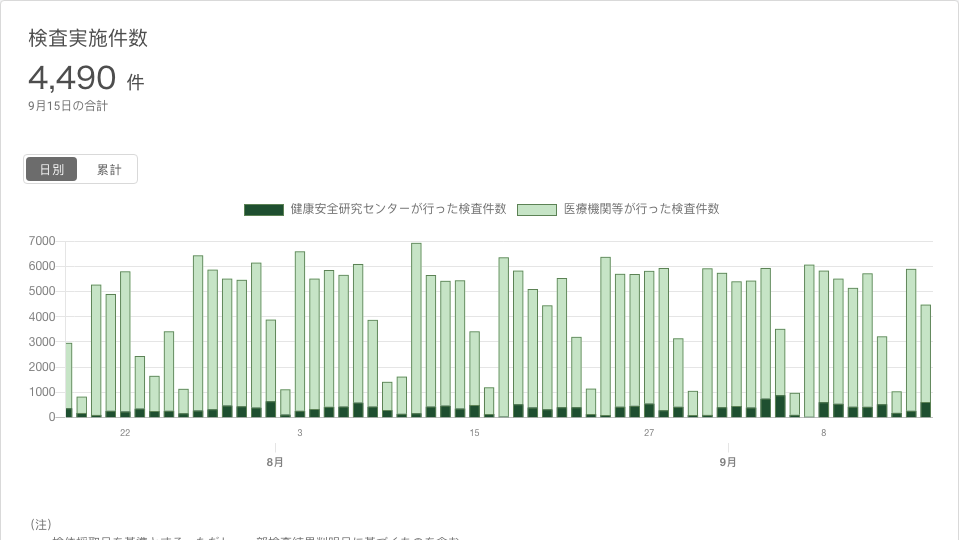 検査実施件数
4,490 件
9月15日の合計
日別 累計
健康安全研究センターが行った検査件数 医療機関等が行った検査件数
7000
6000
5000
4000
3000
2000
1000
0
22 3 15 27 8
8月 9月
(注)